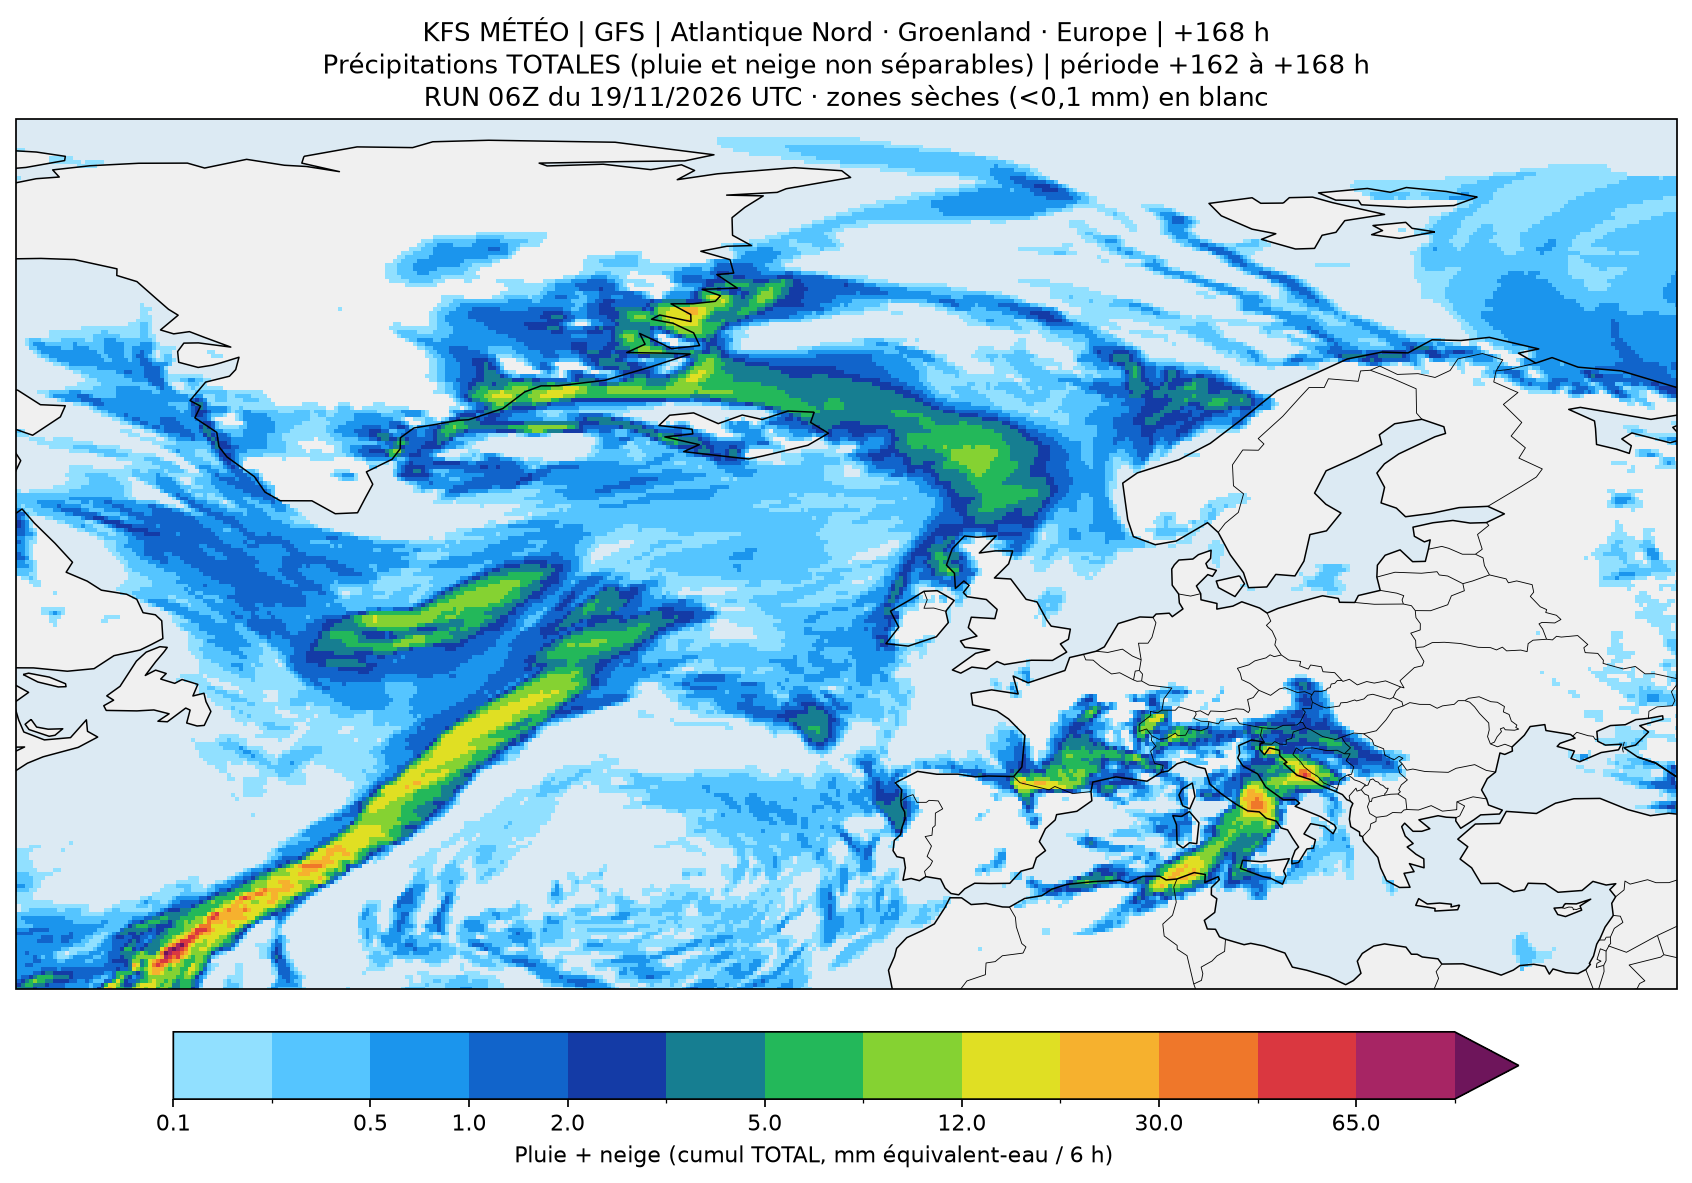 KFS MÉTÉO | GFS | Atlantique Nord · Groenland · Europe | +168 h
Précipitations TOTALES (pluie et neige non séparables) | période +162 à +168 h
RUN 06Z du 19/11/2026 UTC · zones sèches (<0,1 mm) en blanc
0.1 0.5 1.0 2.0 5.0 12.0 30.0 65.0
Pluie + neige (cumul TOTAL, mm équivalent-eau / 6 h)